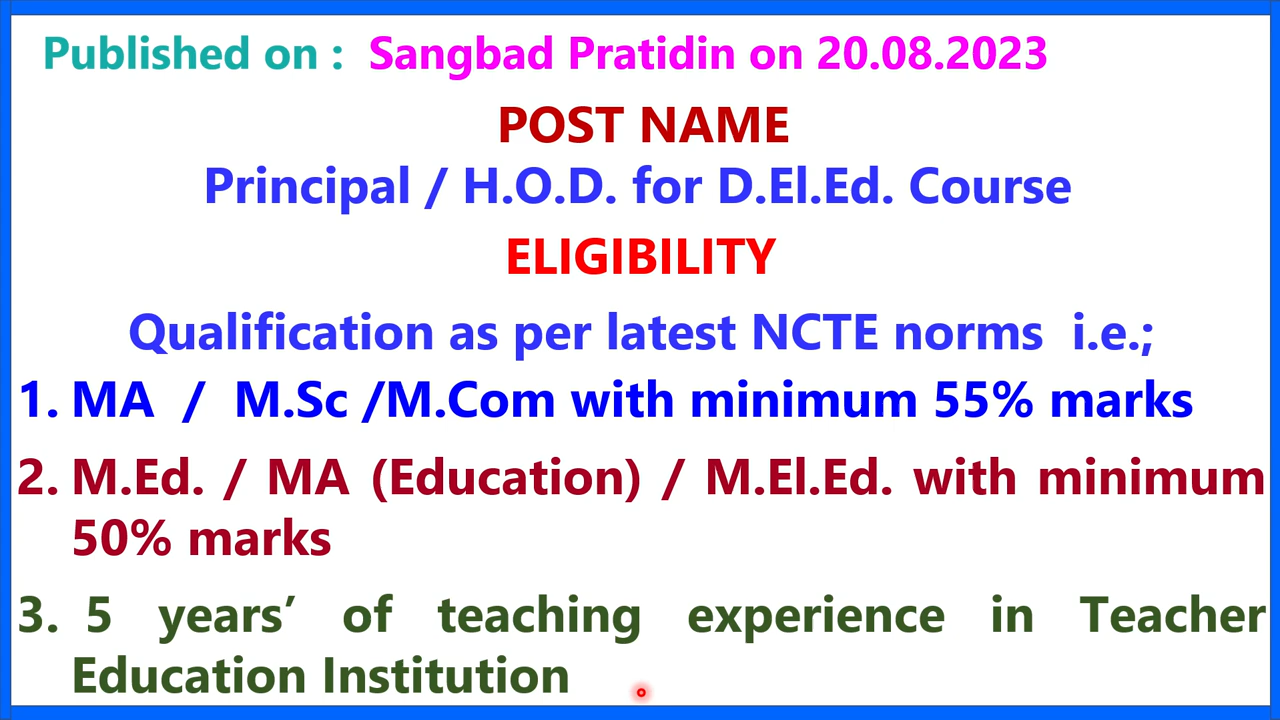 Published on : Sangbad Pratidin on 20.08.2023
POST NAME
Principal / H.O.D. for D.El.Ed. Course
ELIGIBILITY
Qualification as per latest NCTE norms i.e.;
1. MA / M.Sc /M.Com with minimum 55% marks
2. M.Ed. / MA (Education) / M.El.Ed. with minimum
50% marks
3. 5 years’ of teaching experience in Teacher
Education Institution